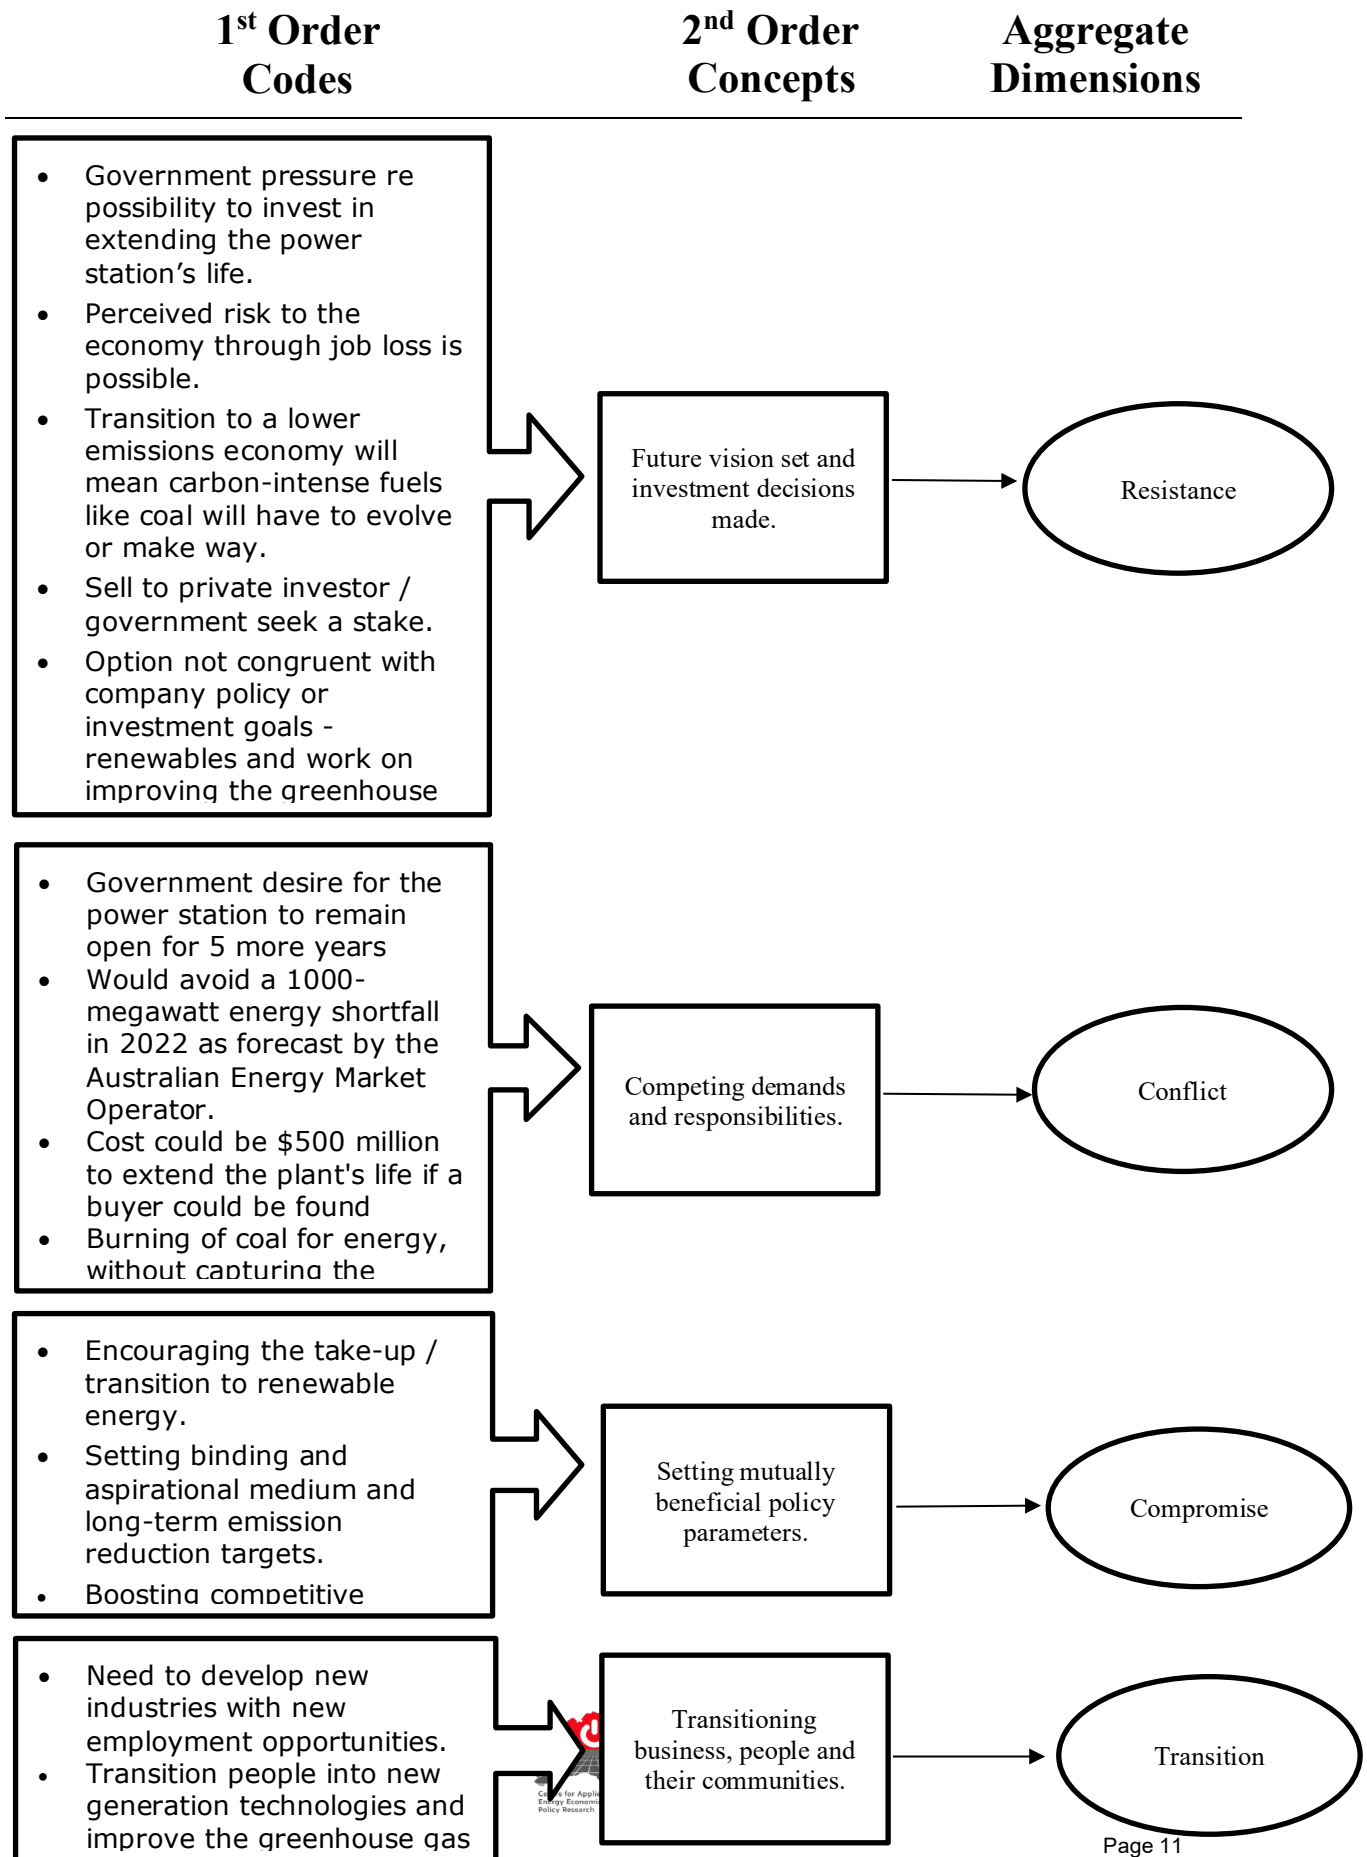 1st Order
Codes
2nd Order
Concepts
Aggregate
Dimensions
• Government pressure re
possibility to invest in
extending the power
station’s life.
• Perceived risk to the
economy through job loss is
possible.
• Transition to a lower
emissions economy will
mean carbon-intense fuels
like coal will have to evolve
or make way.
• Sell to private investor /
government seek a stake.
• Option not congruent with
company policy or
investment goals -
renewables and work on
improving the greenhouse
Future vision set and
investment decisions
made.
Resistance
• Government desire for the
power station to remain
open for 5 more years
• Would avoid a 1000-
megawatt energy shortfall
in 2022 as forecast by the
Australian Energy Market
Operator.
• Cost could be $500 million
to extend the plant's life if a
buyer could be found
• Burning of coal for energy,
without capturing the
Competing demands
and responsibilities.
Conflict
• Encouraging the take-up /
transition to renewable
energy.
• Setting binding and
aspirational medium and
long-term emission
reduction targets.
• Boosting competitive
Setting mutually
beneficial policy
parameters.
Compromise
• Need to develop new
industries with new
employment opportunities.
• Transition people into new
generation technologies and
improve the greenhouse gas
for
Energy
Policy Research
Transitioning
business, people and
their communities.
Transition
Page 11